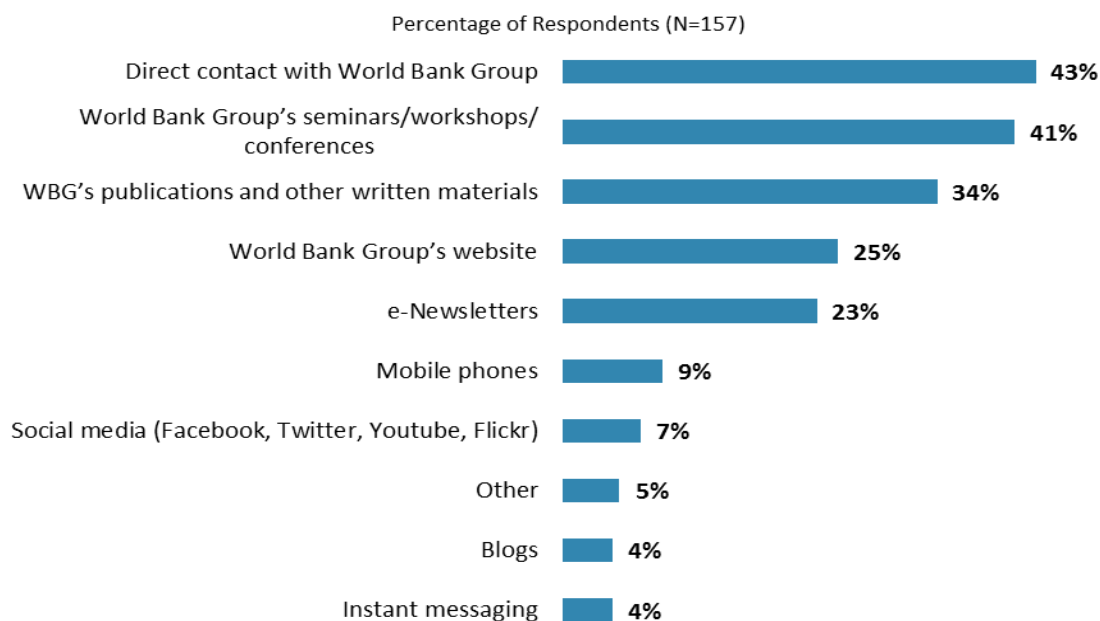 Percentage of Respondents (N=157)
Direct contact with World Bank Group 43%
World Bank Group’s seminars/workshops/
conferences 41%
WBG’s publications and other written materials 34%
World Bank Group’s website 25%
e-Newsletters 23%
Mobile phones 9%
Social media (Facebook, Twitter, Youtube, Flickr) 7%
Other 5%
Blogs 4%
Instant messaging 4%